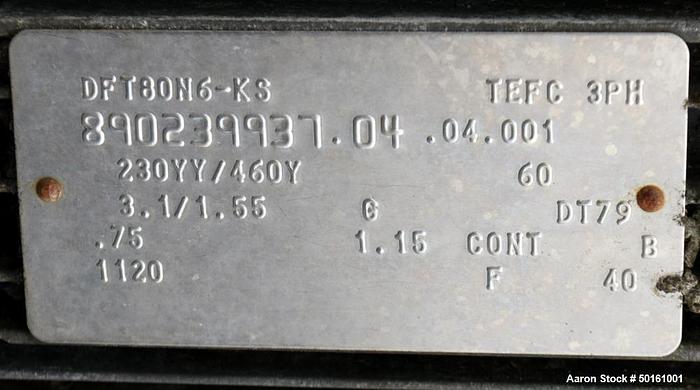 DFT80N6-KS TEFC 3PH
890239937.04 .04.001
230YY/460Y 60
3.1/1.55 G DT79
.75 1.15 CONT B
1120 F 40
Aaron Stock # 50161001